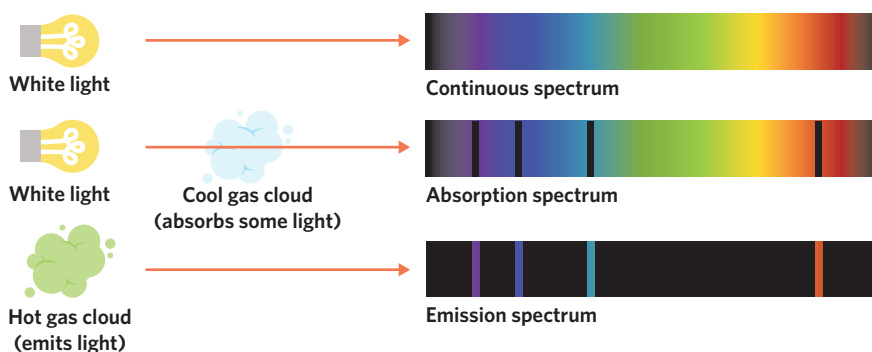 White light
Continuous spectrum
White light
Cool gas cloud
(absorbs some light)
Absorption spectrum
Hot gas cloud
(emits light)
Emission spectrum